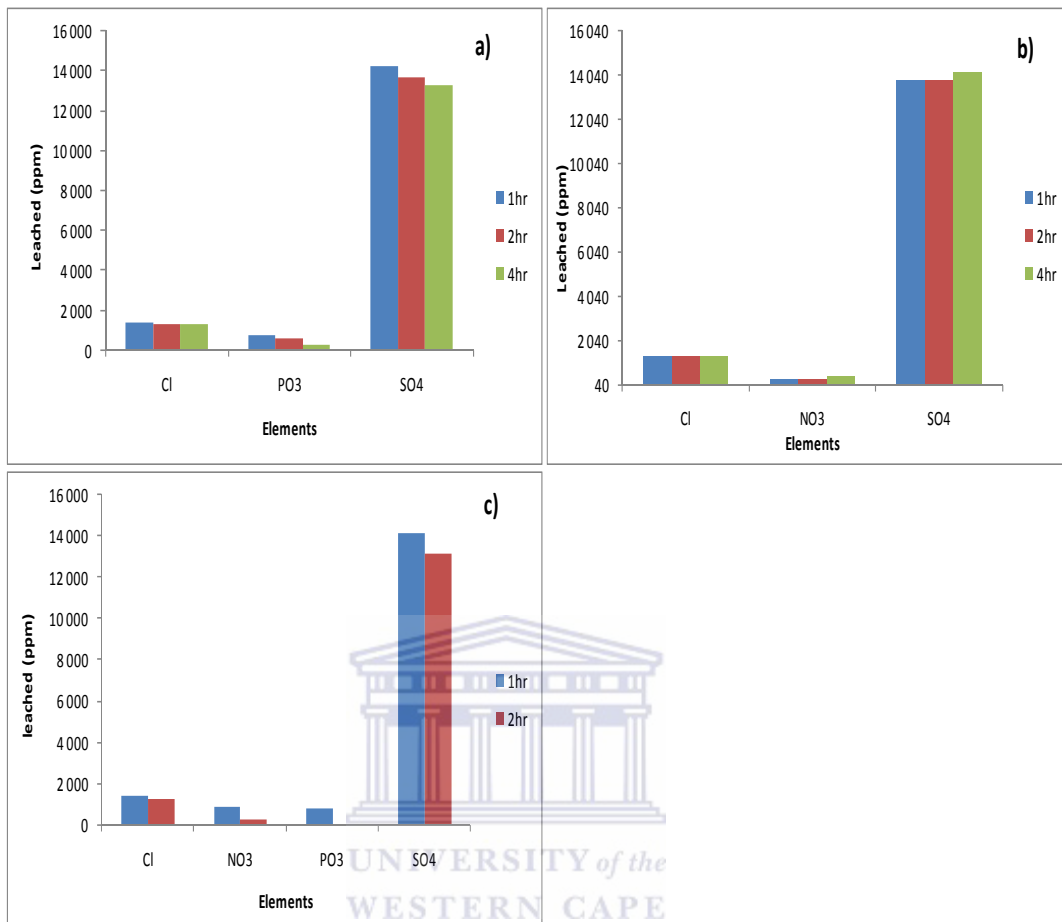 a)
16 000
14 000
12 000
10 000
8 000
6 000
4 000
2 000
0
Leached (ppm)
Cl PO3 SO4
Elements
1hr
2hr
4hr
b)
16 040
14 040
12 040
10 040
8 040
6 040
4 040
2 040
40
Leached (ppm)
Cl NO3 SO4
Elements
1hr
2hr
4hr
c)
16 000
14 000
12 000
10 000
8 000
6 000
4 000
2 000
0
leached (ppm)
Cl NO3 PO3 SO4
Elements
1hr
2hr
UNIVERSITY of the
WESTERN CAPE